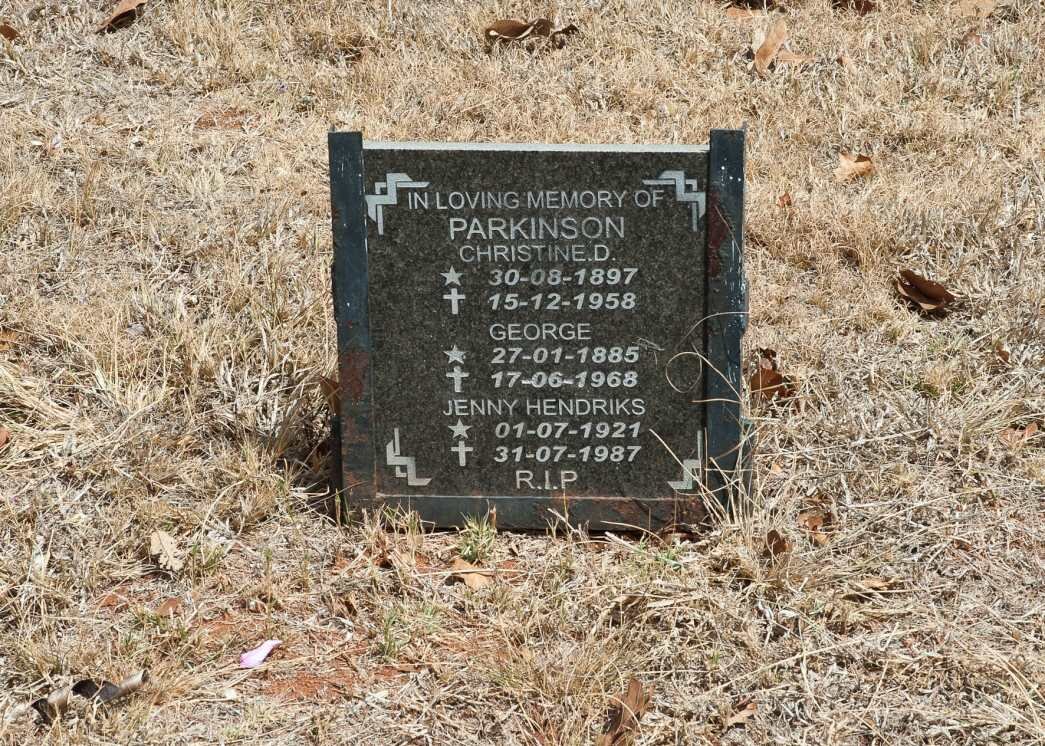 IN LOVING MEMORY OF
PARKINSON
CHRISTINE.D.
30-08-1897
15-12-1958
GEORGE
27-01-1885
17-06-1968
JENNY HENDRIKS
01-07-1921
31-07-1987
R.I.P